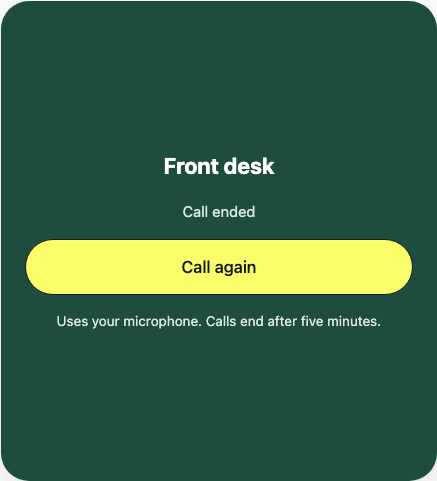 Front desk
Call ended
Call again
Uses your microphone. Calls end after five minutes.